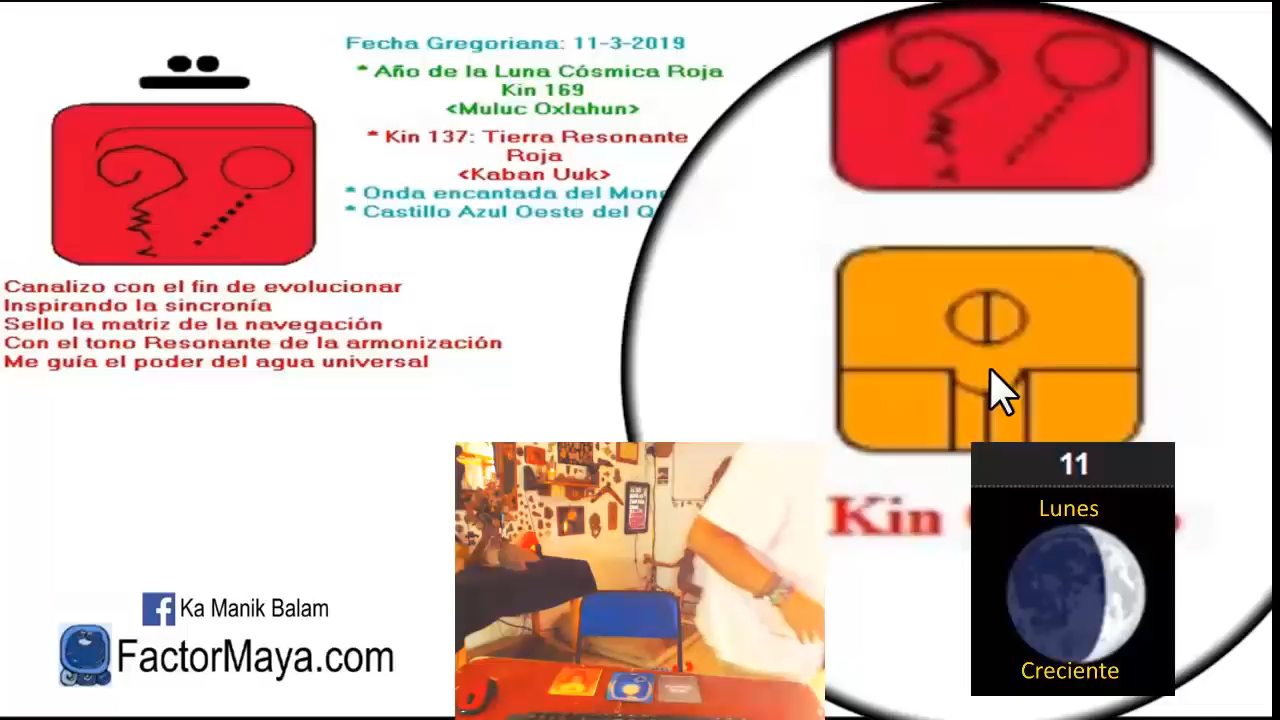 Fecha Gregoriana: 11-3-2019
* Año de la Luna Cósmica Roja
Kin 169
<Muluc Oxlahun>
* Kin 137: Tierra Resonante
Roja
<Kaban Uuk>
* Onda encantada del
* Castillo Azul Oeste del
Canalizo con el fin de evolucionar
Inspirando la sincronía
Sello la matriz de la navegación
Con el tono Resonante de la armonización
Me guía el poder del agua universal
Kin
11
Lunes
Creciente
Ka Manik Balam
FactorMaya.com